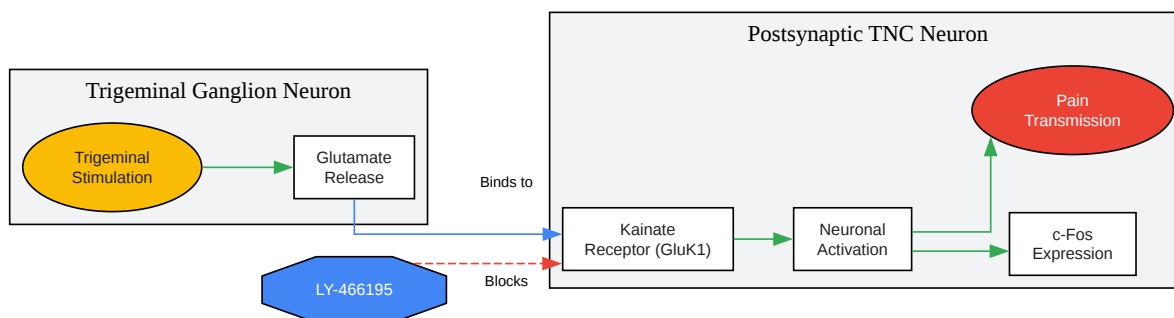 Postsynaptic TNC Neuron
Trigeminal Ganglion Neuron
Trigeminal
Stimulation
Glutamate
Release
Pain
Transmission
Binds to
Kainate
Receptor (GluK1)
Neuronal
Activation
c-Fos
Expression
LY-466195
Blocks